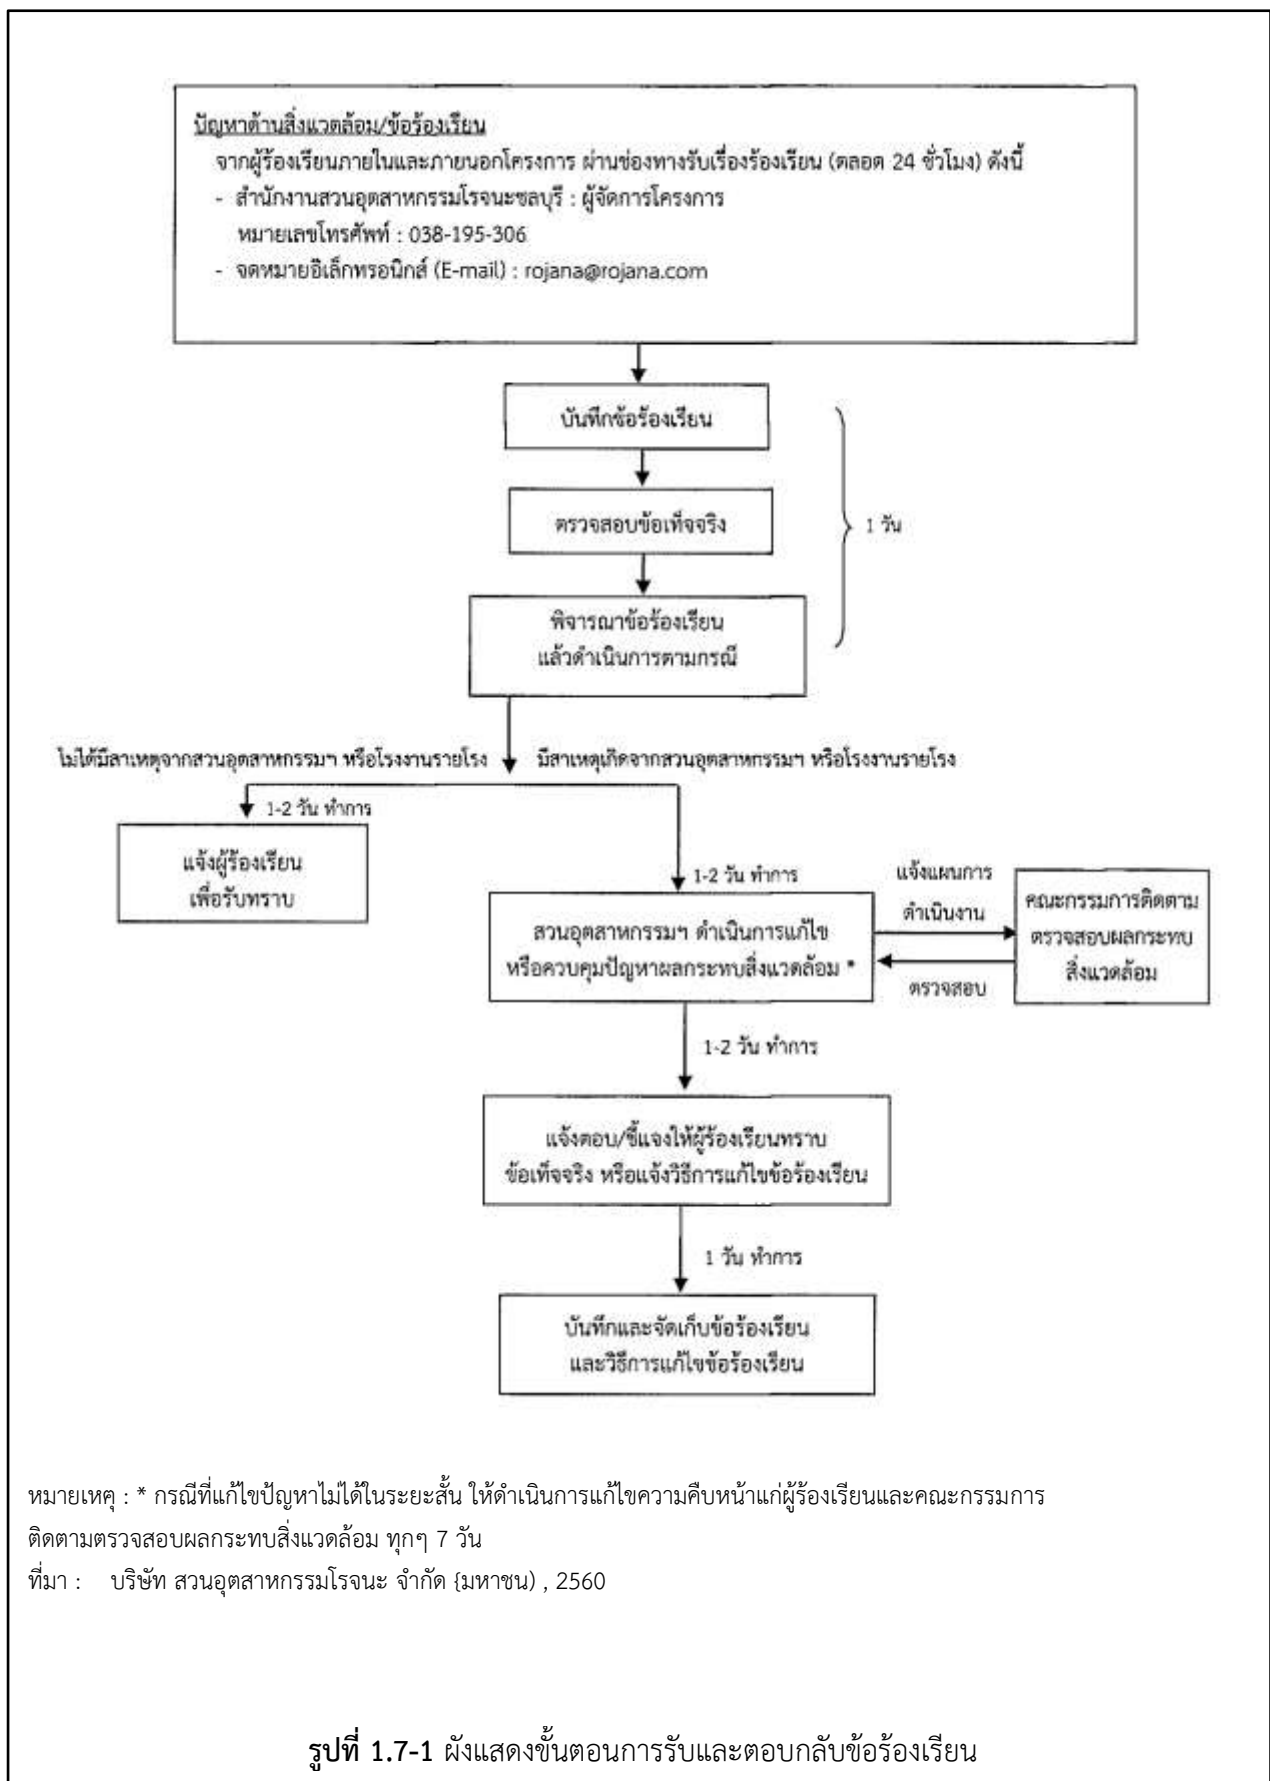 ปัญหาด้านสิ่งแวดล้อม/ข้อร้องเรียน
จากผู้ร้องเรียนภายในและภายนอกโครงการ ผ่านช่องทางรับเรื่องร้องเรียน (ตลอด 24 ชั่วโมง) ดังนี้
- สำนักงานสวนอุตสาหกรรมโรจนะชลบุรี : ผู้จัดการโครงการ
หมายเลขโทรศัพท์ : 038-195-306
- จดหมายอิเล็กทรอนิกส์ (E-mail) : rojana@rojana.com
บันทึกข้อร้องเรียน
ตรวจสอบข้อเท็จจริง
1 วัน
พิจารณาข้อร้องเรียน
แล้วดำเนินการตามกรณี
ไม่ได้มีสาเหตุจากสวนอุตสาหกรรมฯ หรือโรงงานรายโรง
มีสาเหตุเกิดจากสวนอุตสาหกรรมฯ หรือโรงงานรายโรง
1-2 วัน ทำการ
แจ้งผู้ร้องเรียน
เพื่อรับทราบ
1-2 วัน ทำการ
สวนอุตสาหกรรมฯ ดำเนินการแก้ไข
หรือควบคุมปัญหาผลกระทบสิ่งแวดล้อม *
แจ้งแผนการ
ดำเนินงาน
ตรวจสอบ
คณะกรรมการติดตาม
ตรวจสอบผลกระทบ
สิ่งแวดล้อม
1-2 วัน ทำการ
แจ้งตอบ/ชี้แจงให้ผู้ร้องเรียนทราบ
ข้อเท็จจริง หรือแจ้งวิธีการแก้ไขข้อร้องเรียน
1 วัน ทำการ
บันทึกและจัดเก็บข้อร้องเรียน
และวิธีการแก้ไขข้อร้องเรียน
หมายเหตุ : * กรณีที่แก้ไขปัญหาไม่ได้ในระยะสั้น ให้ดำเนินการแก้ไขความคืบหน้าแก่ผู้ร้องเรียนและคณะกรรมการ
ติดตามตรวจสอบผลกระทบสิ่งแวดล้อม ทุกๆ 7 วัน
ที่มา : บริษัท สวนอุตสาหกรรมโรจนะ จำกัด {มหาชน) , 2560
รูปที่ 1.7-1 ผังแสดงขั้นตอนการรับและตอบกลับข้อร้องเรียน